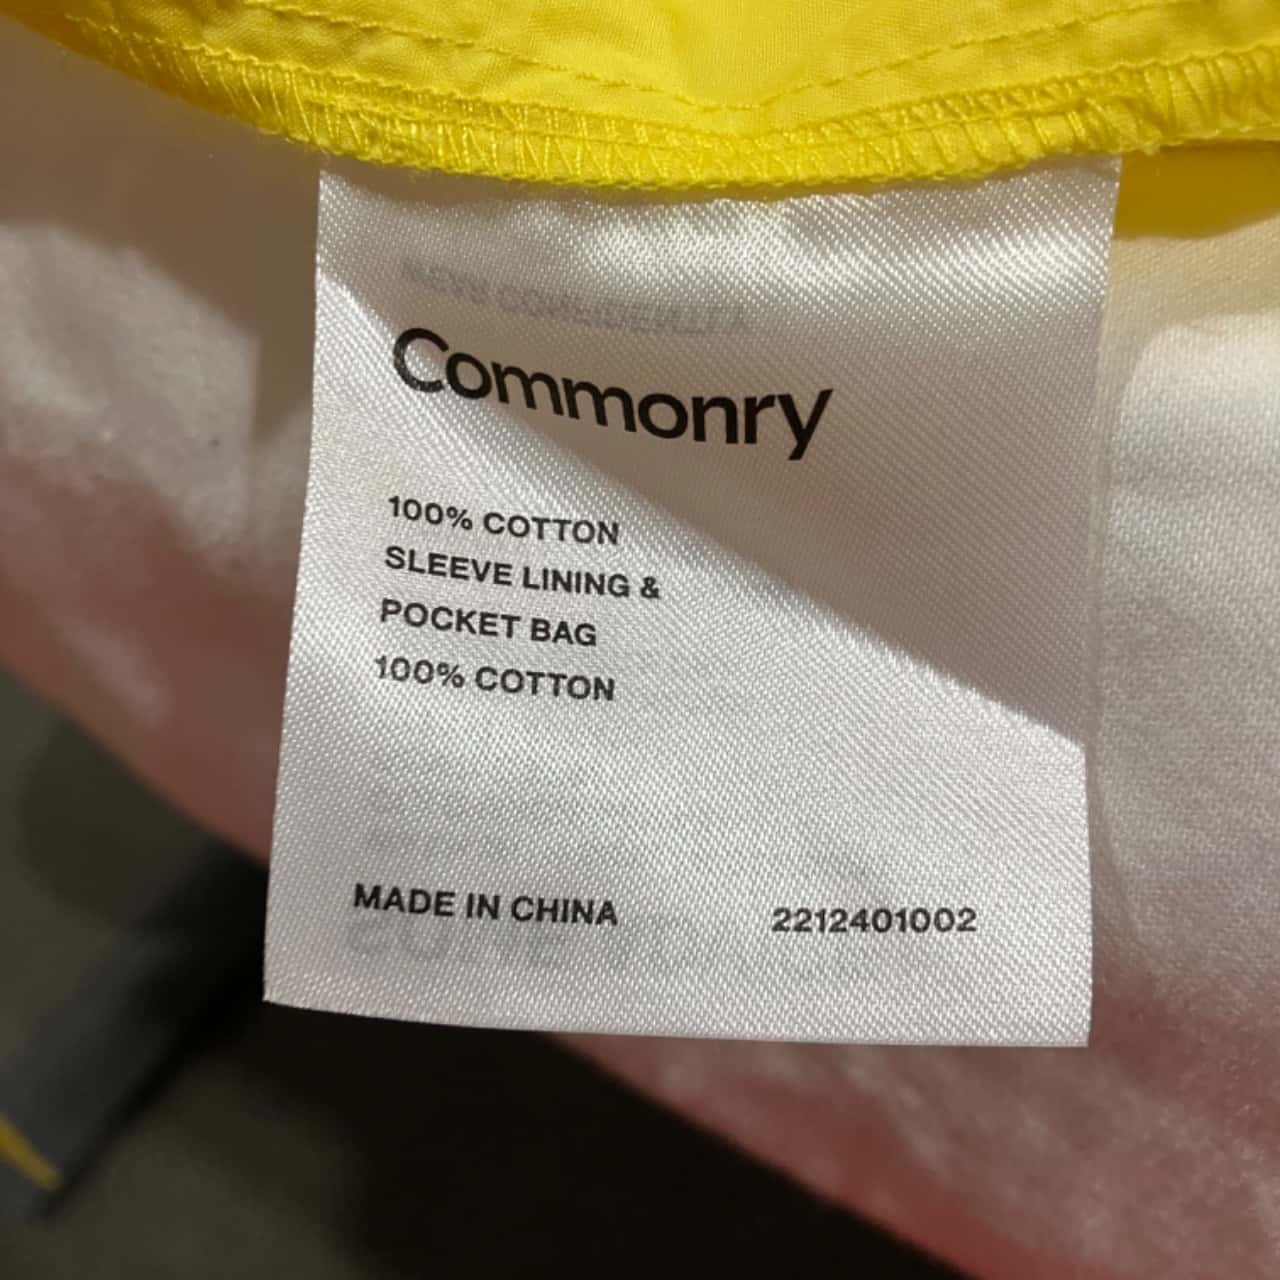 Commonry
100% COTTON
SLEEVE LINING &
POCKET BAG
100% COTTON
MADE IN CHINA 2212401002